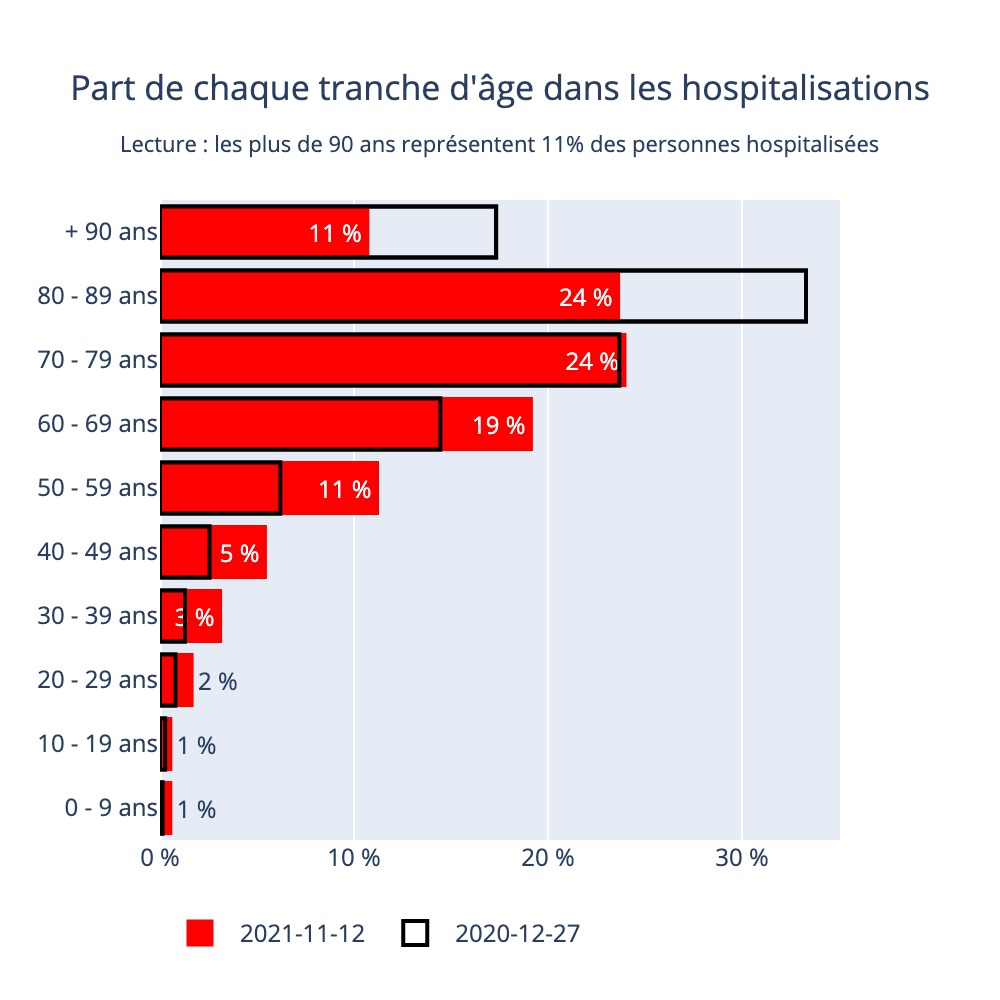 Part de chaque tranche d'âge dans les hospitalisations
Lecture : les plus de 90 ans représentent 11% des personnes hospitalisées
+ 90 ans 11 %
80 - 89 ans 24 %
70 - 79 ans 24 %
60 - 69 ans 19 %
50 - 59 ans 11 %
40 - 49 ans 5 %
30 - 39 ans 3 %
20 - 29 ans 2 %
10 - 19 ans 1 %
0 - 9 ans 1 %
0 % 10 % 20 % 30 %
2021-11-12 2020-12-27